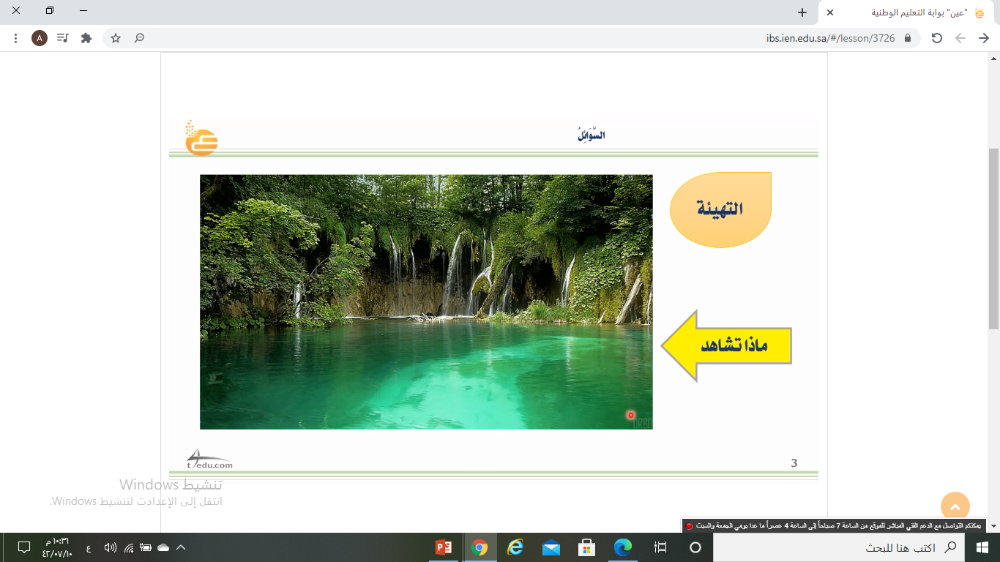 "عين" بوابة التعليم الوطنية
ibs.ien.edu.sa/#/lesson/3726
A
السَّوَائِلُ
التهيئة
ماذا تشاهد
t4edu.com
3
تنشيط Windows
انتقل إلى الإعدادت لتنشيط Windows.
يمكنكم التواصل مع الدعم الفني المباشر للموقع من الساعة 7 صباحاً إلى الساعة 4 عصراً ما عدا يومي الجمعة والسبت
اكتب هنا للبحث
ع
١٠:٣١ م
٤٢/٠٧/١٠